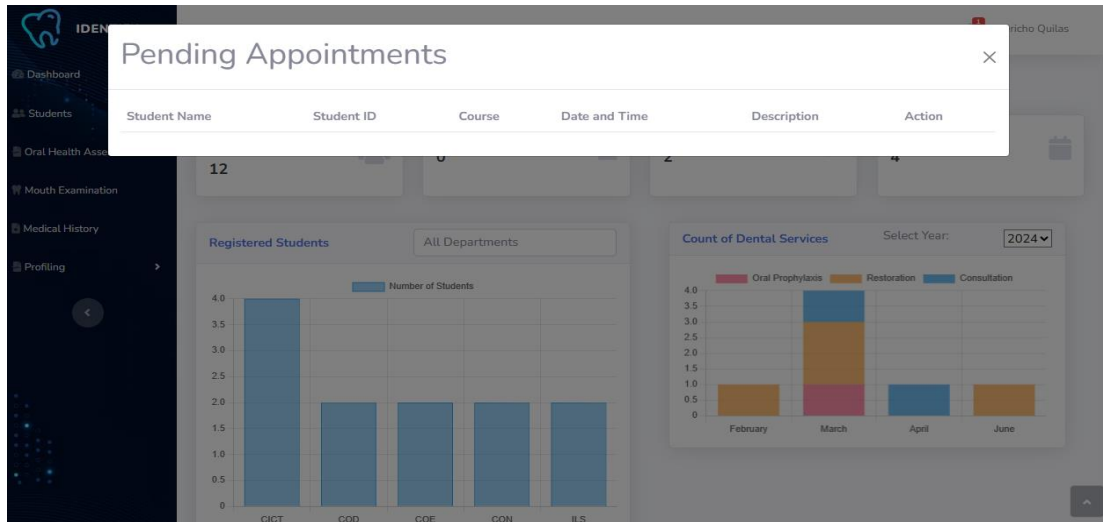 IDEN
1
richo Quilas
Pending Appointments
×
Student Name Student ID Course Date and Time Description Action
Dashboard
Students
Oral Health Asse
Mouth Examination
Medical History
Profiling
12
0
2
4
Registered Students
All Departments
Number of Students
4.0
3.5
3.0
2.5
2.0
1.5
1.0
0.5
0
CICT COD COE CON ILS
Count of Dental Services
Select Year:
2024
Oral Prophylaxis Restoration Consultation
4.0
3.5
3.0
2.5
2.0
1.5
1.0
0.5
0
February March April June